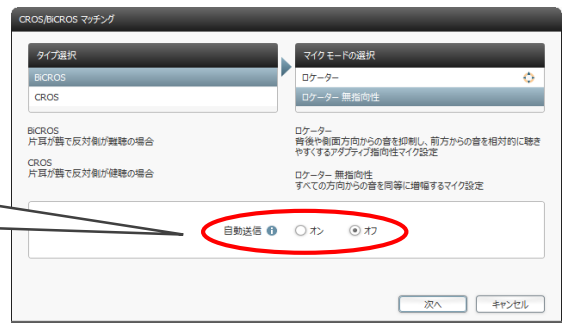 CROS/BiCROS マッチング
タイプ選択
BiCROS
CROS
マイクモードの選択
ロケーター
ロケーター 無指向性
BiCROS
片耳が聾で反対側が難聴の場合
CROS
片耳が聾で反対側が健聴の場合
ロケーター
背後や側面方向からの音を抑制し、前方からの音を相対的に聴き
やすくするアダプティブ指向性マイク設定
ロケーター 無指向性
すべての方向からの音を同等に増幅するマイク設定
自動送信 オン オフ
次へ キャンセル